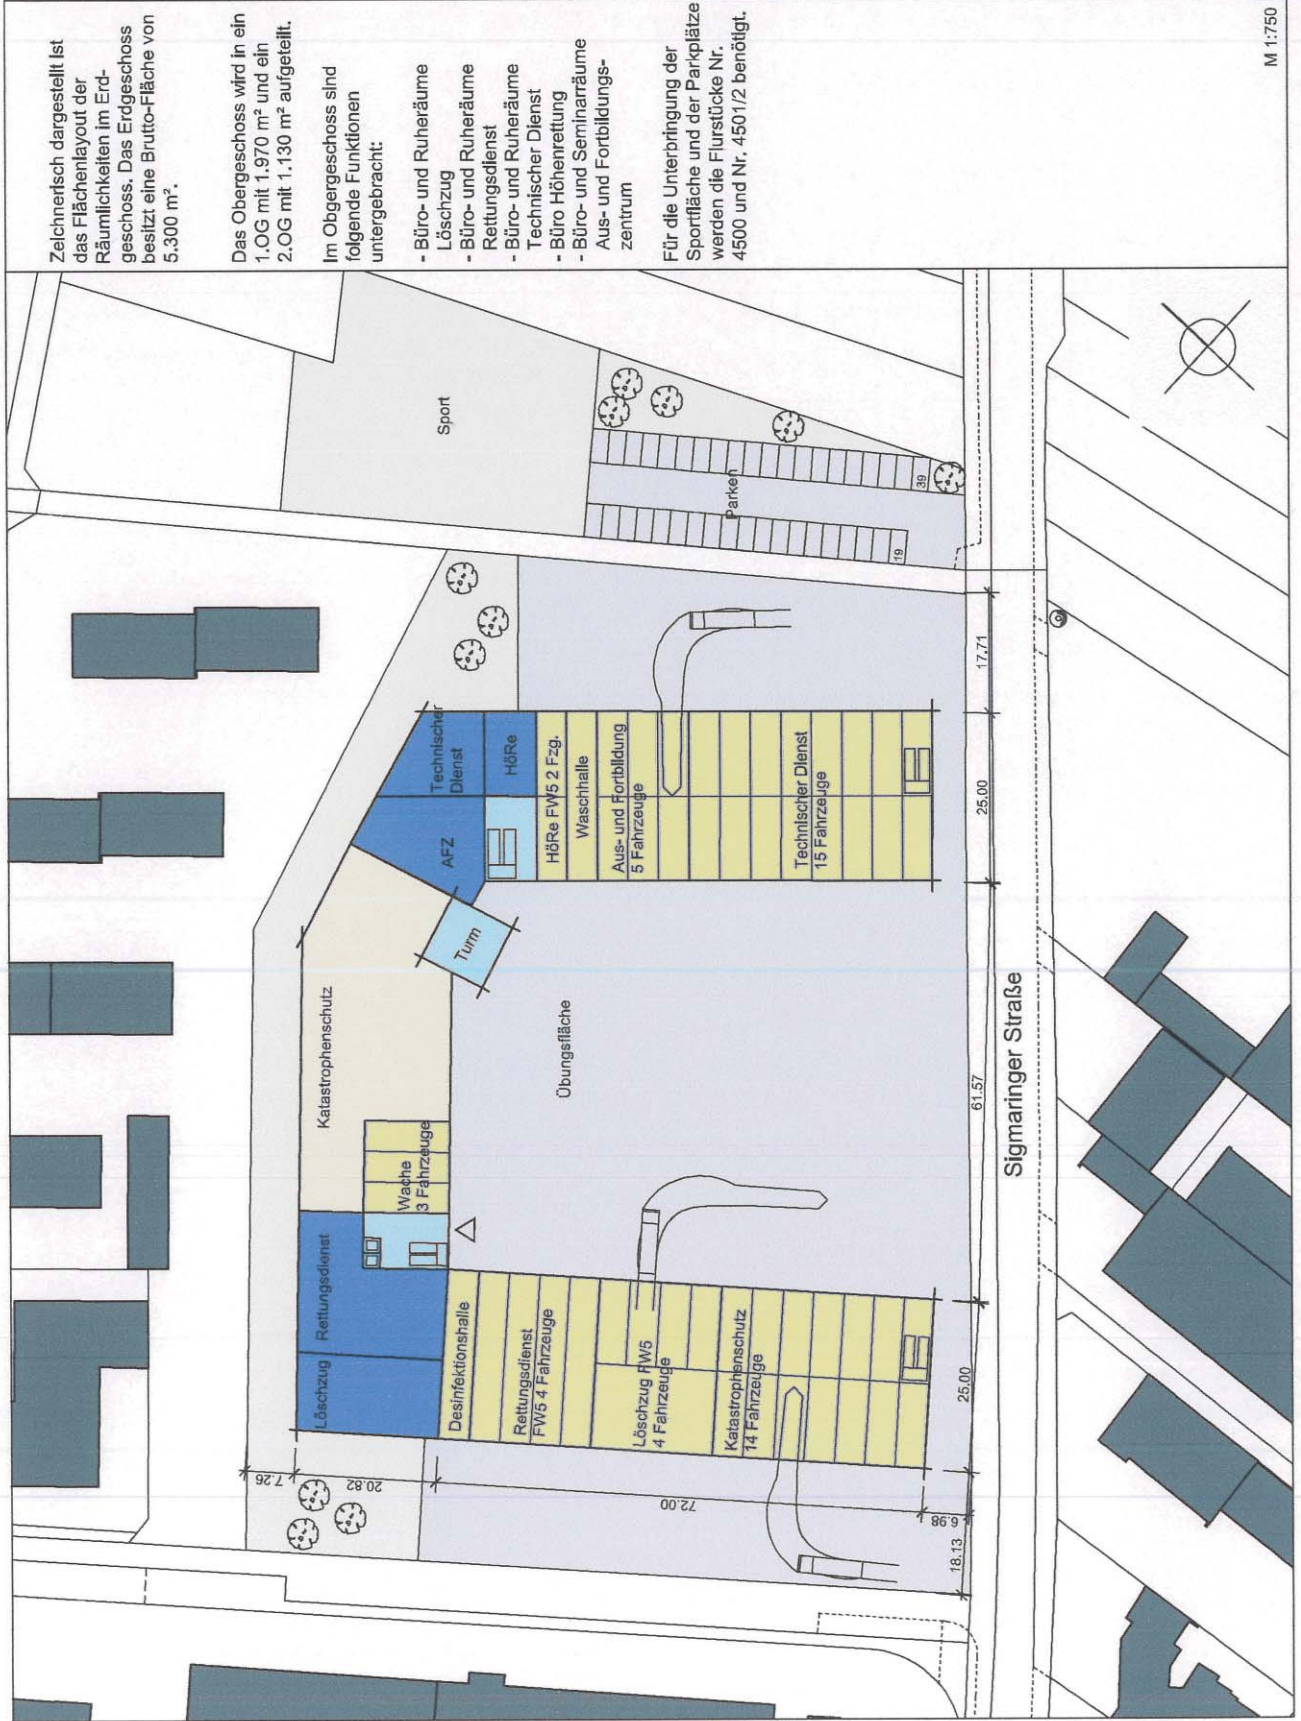 Zeichnerisch dargestellt ist
das Flächenlayout der
Räumlichkeiten im Erd-
geschoss. Das Erdgeschoss
besitzt eine Brutto-Fläche von
5.300 m².
Das Obergeschoss wird in ein
1.OG mit 1.970 m² und ein
2.OG mit 1.130 m² aufgeteilt.
Im Obgergeschoss sind
folgende Funktionen
untergebracht:
- Büro- und Ruheräume
Löschzug
- Büro- und Ruheräume
Rettungsdienst
- Büro- und Ruheräume
Technischer Dienst
- Büro Höhenrettung
- Büro- und Seminarräume
Aus- und Fortbildungs-
zentrum
Für die Unterbringung der
Sportfläche und der Parkplätze
werden die Flurstücke Nr.
4500 und Nr. 4501/2 benötigt.
M 1:750
Sport
Parken
39
19
Technischer
Dienst
HöRe
AFZ
HöRe FW5 2 Fzg.
Waschhalle
Aus- und Fortbildung
5 Fahrzeuge
Technischer Dienst
15 Fahrzeuge
Turm
Katastrophenschutz
Übungsfläche
Wache
3 Fahrzeuge
Rettungsdienst
Löschzug
Desinfektionshalle
Rettungsdienst
FW5 4 Fahrzeuge
Löschzug FW5
4 Fahrzeuge
Katastrophenschutz
14 Fahrzeuge
7.26
20.82
72.00
6.98
18.13
25.00
61.57
25.00
17.71
Sigmaringer Straße